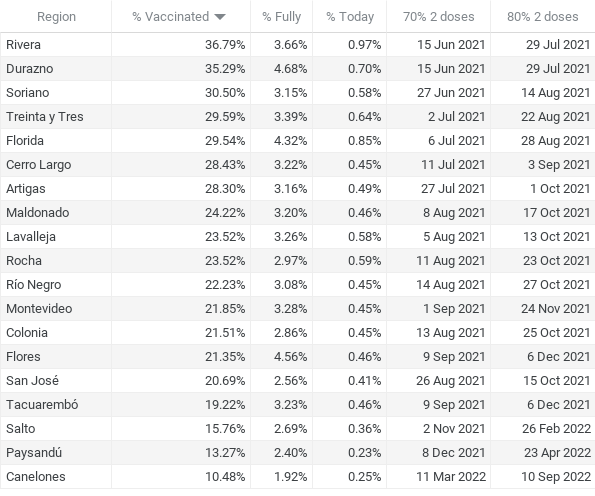 Region % Vaccinated % Fully % Today 70% 2 doses 80% 2 doses
Rivera 36.79% 3.66% 0.97% 15 Jun 2021 29 Jul 2021
Durazno 35.29% 4.68% 0.70% 15 Jun 2021 29 Jul 2021
Soriano 30.50% 3.15% 0.58% 27 Jun 2021 14 Aug 2021
Treinta y Tres 29.59% 3.39% 0.64% 2 Jul 2021 22 Aug 2021
Florida 29.54% 4.32% 0.85% 6 Jul 2021 28 Aug 2021
Cerro Largo 28.43% 3.22% 0.45% 11 Jul 2021 3 Sep 2021
Artigas 28.30% 3.16% 0.49% 27 Jul 2021 1 Oct 2021
Maldonado 24.22% 3.20% 0.46% 8 Aug 2021 17 Oct 2021
Lavalleja 23.52% 3.26% 0.58% 5 Aug 2021 13 Oct 2021
Rocha 23.52% 2.97% 0.59% 11 Aug 2021 23 Oct 2021
Río Negro 22.23% 3.08% 0.45% 14 Aug 2021 27 Oct 2021
Montevideo 21.85% 3.28% 0.45% 1 Sep 2021 24 Nov 2021
Colonia 21.51% 2.86% 0.45% 13 Aug 2021 25 Oct 2021
Flores 21.35% 4.56% 0.46% 9 Sep 2021 6 Dec 2021
San José 20.69% 2.56% 0.41% 26 Aug 2021 15 Oct 2021
Tacuarembó 19.22% 3.23% 0.46% 9 Sep 2021 6 Dec 2021
Salto 15.76% 2.69% 0.36% 2 Nov 2021 26 Feb 2022
Paysandú 13.27% 2.40% 0.23% 8 Dec 2021 23 Apr 2022
Canelones 10.48% 1.92% 0.25% 11 Mar 2022 10 Sep 2022